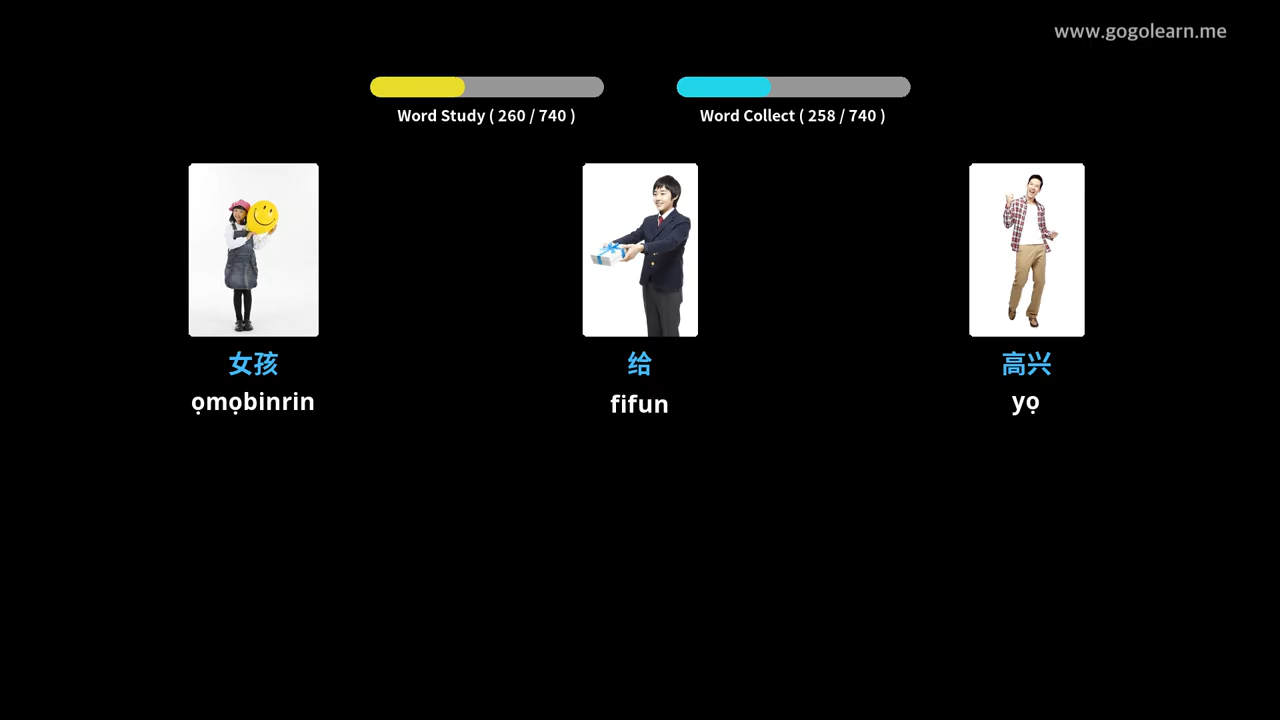 www.gogolearn.me
Word Study ( 260 / 740 )
Word Collect ( 258 / 740 )
女孩
ọmọbinrin
给
fifun
高兴
yọ